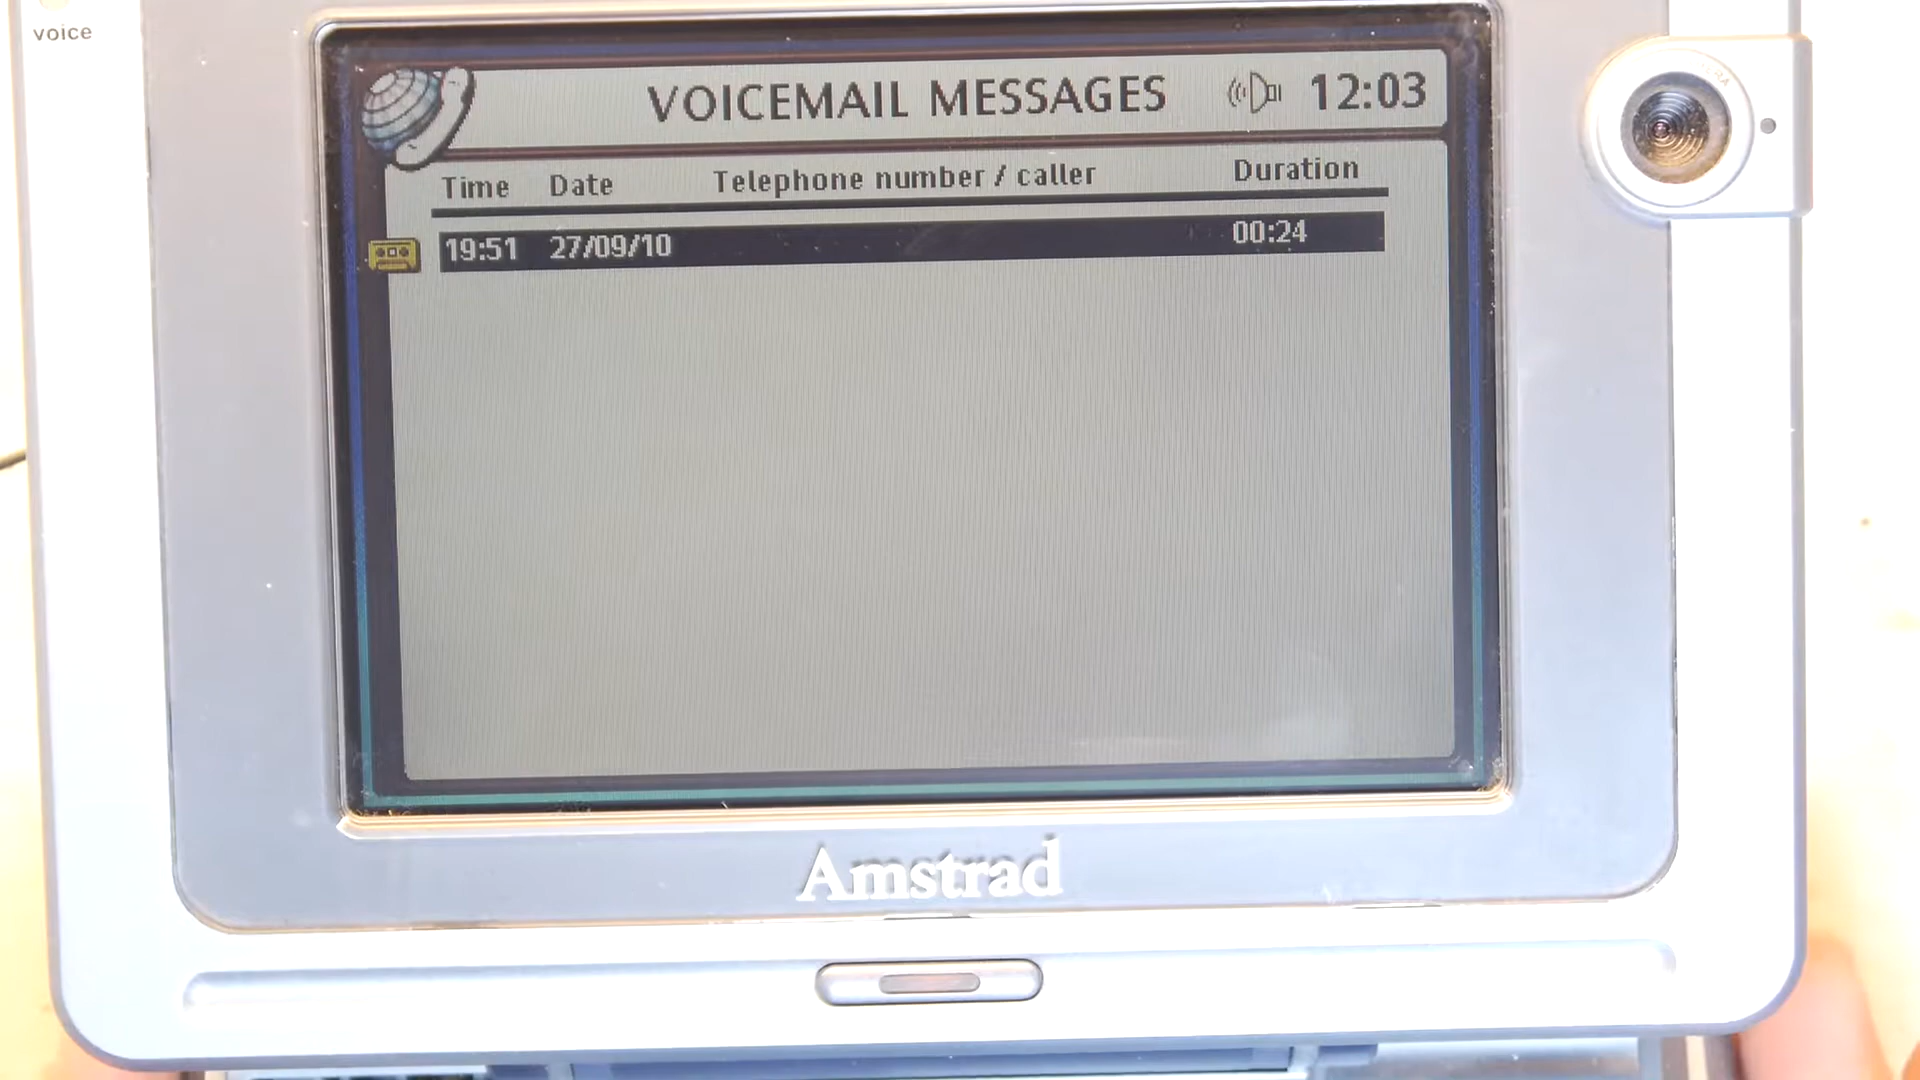 voice
VOICEMAIL MESSAGES 12:03
Time Date Telephone number / caller Duration
19:51 27/09/10 00:24
Amstrad